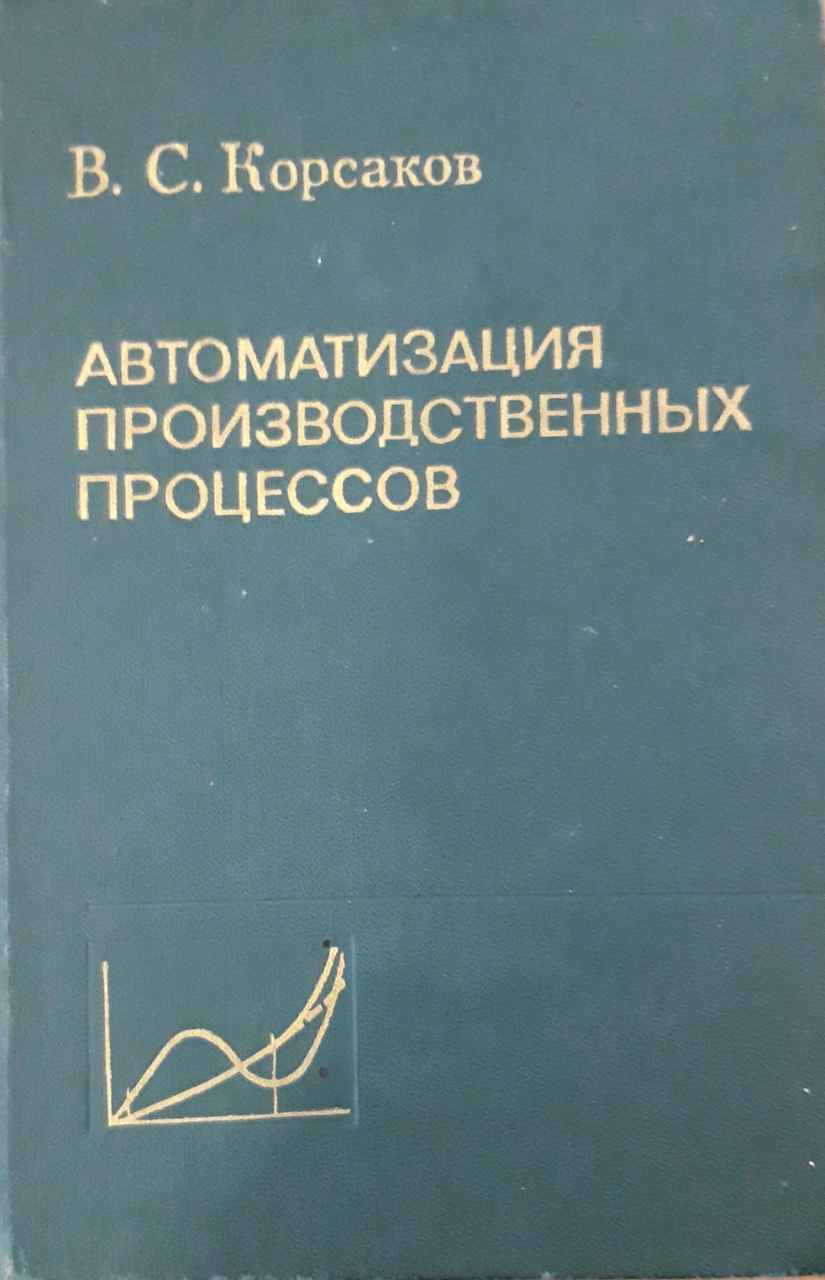 В. С. Корсаков
АВТОМАТИЗАЦИЯ
ПРОИЗВОДСТВЕННЫХ
ПРОЦЕССОВ